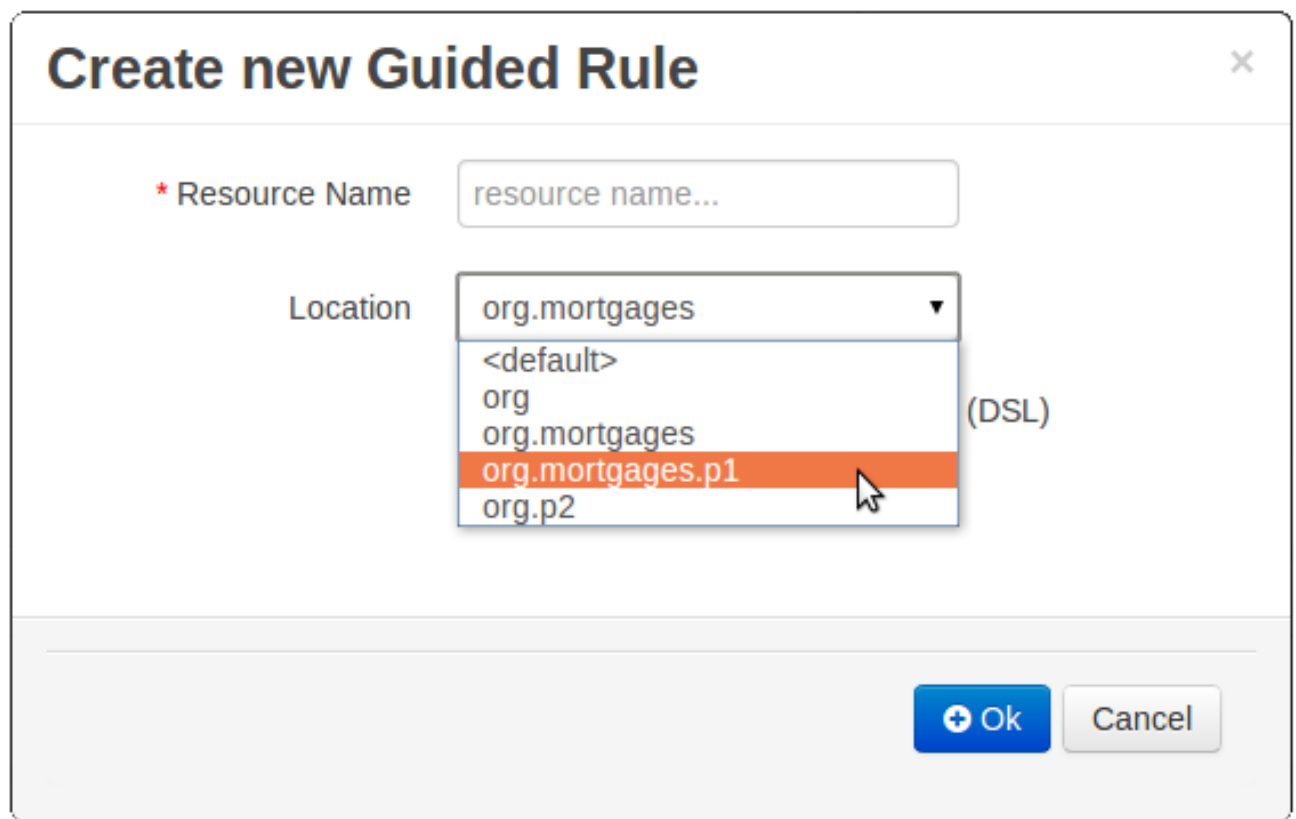 Create new Guided Rule ×
* Resource Name resource name...
Location org.mortgages
<default>
org
(DSL)
org.mortgages
org.mortgages.p1
org.p2
Ok Cancel